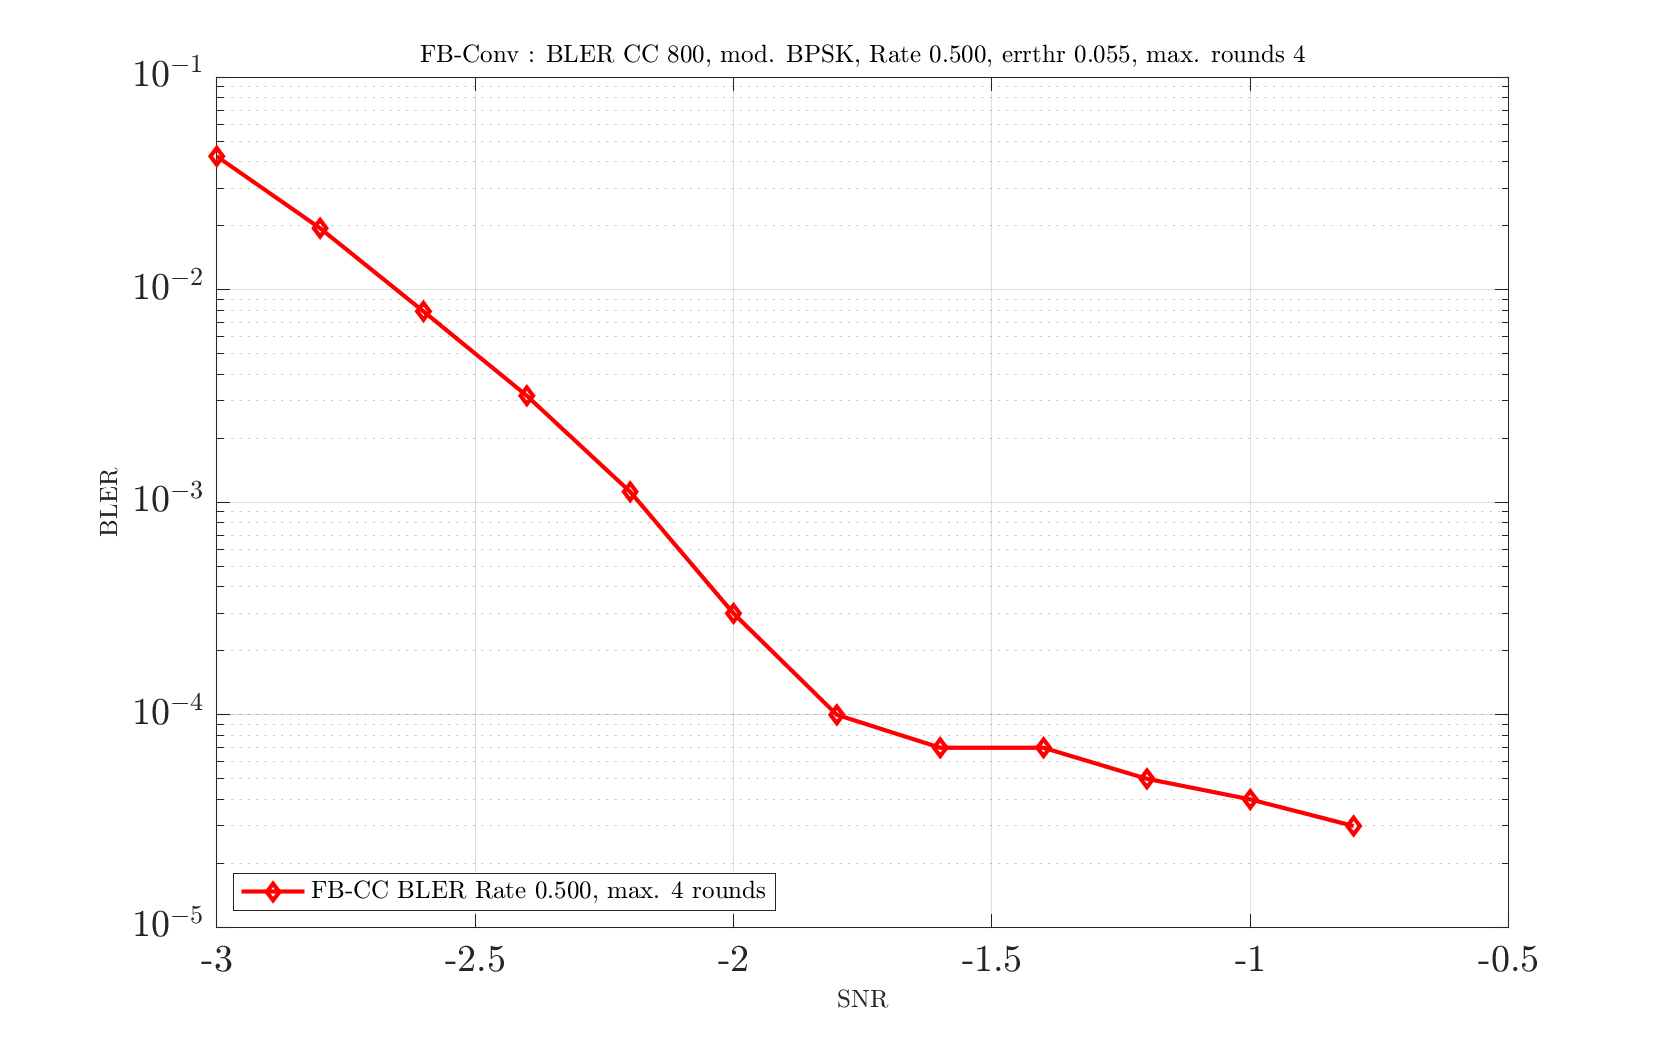 FB-Conv : BLER CC 800, mod. BPSK, Rate 0.500, errthr 0.055, max. rounds 4
10^{-1}
10^{-2}
10^{-3}
10^{-4}
10^{-5}
BLER
FB-CC BLER Rate 0.500, max. 4 rounds
-3 -2.5 -2 -1.5 -1 -0.5
SNR